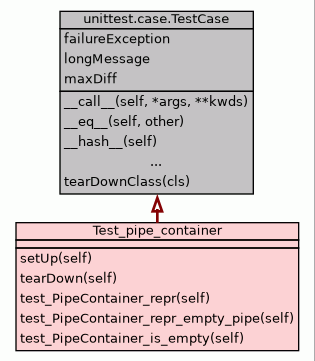 unittest.case.TestCase
failureException
longMessage
maxDiff
__call__(self, *args, **kwds)
__eq__(self, other)
__hash__(self)
...
tearDownClass(cls)
Test_pipe_container
setUp(self)
tearDown(self)
test_PipeContainer_repr(self)
test_PipeContainer_repr_empty_pipe(self)
test_PipeContainer_is_empty(self)